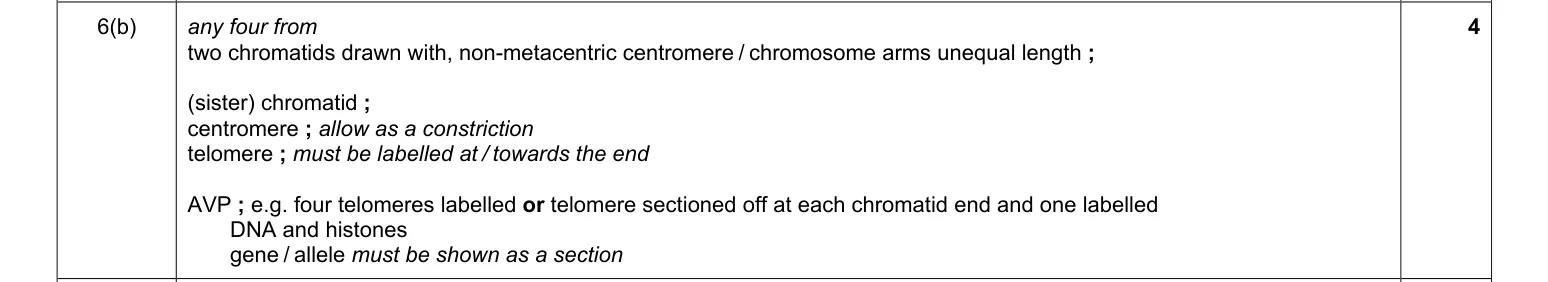 6(b)
any four from
4
two chromatids drawn with, non-metacentric centromere / chromosome arms unequal length ;
(sister) chromatid ;
centromere ; allow as a constriction
telomere ; must be labelled at / towards the end
AVP ; e.g. four telomeres labelled or telomere sectioned off at each chromatid end and one labelled
DNA and histones
gene / allele must be shown as a section